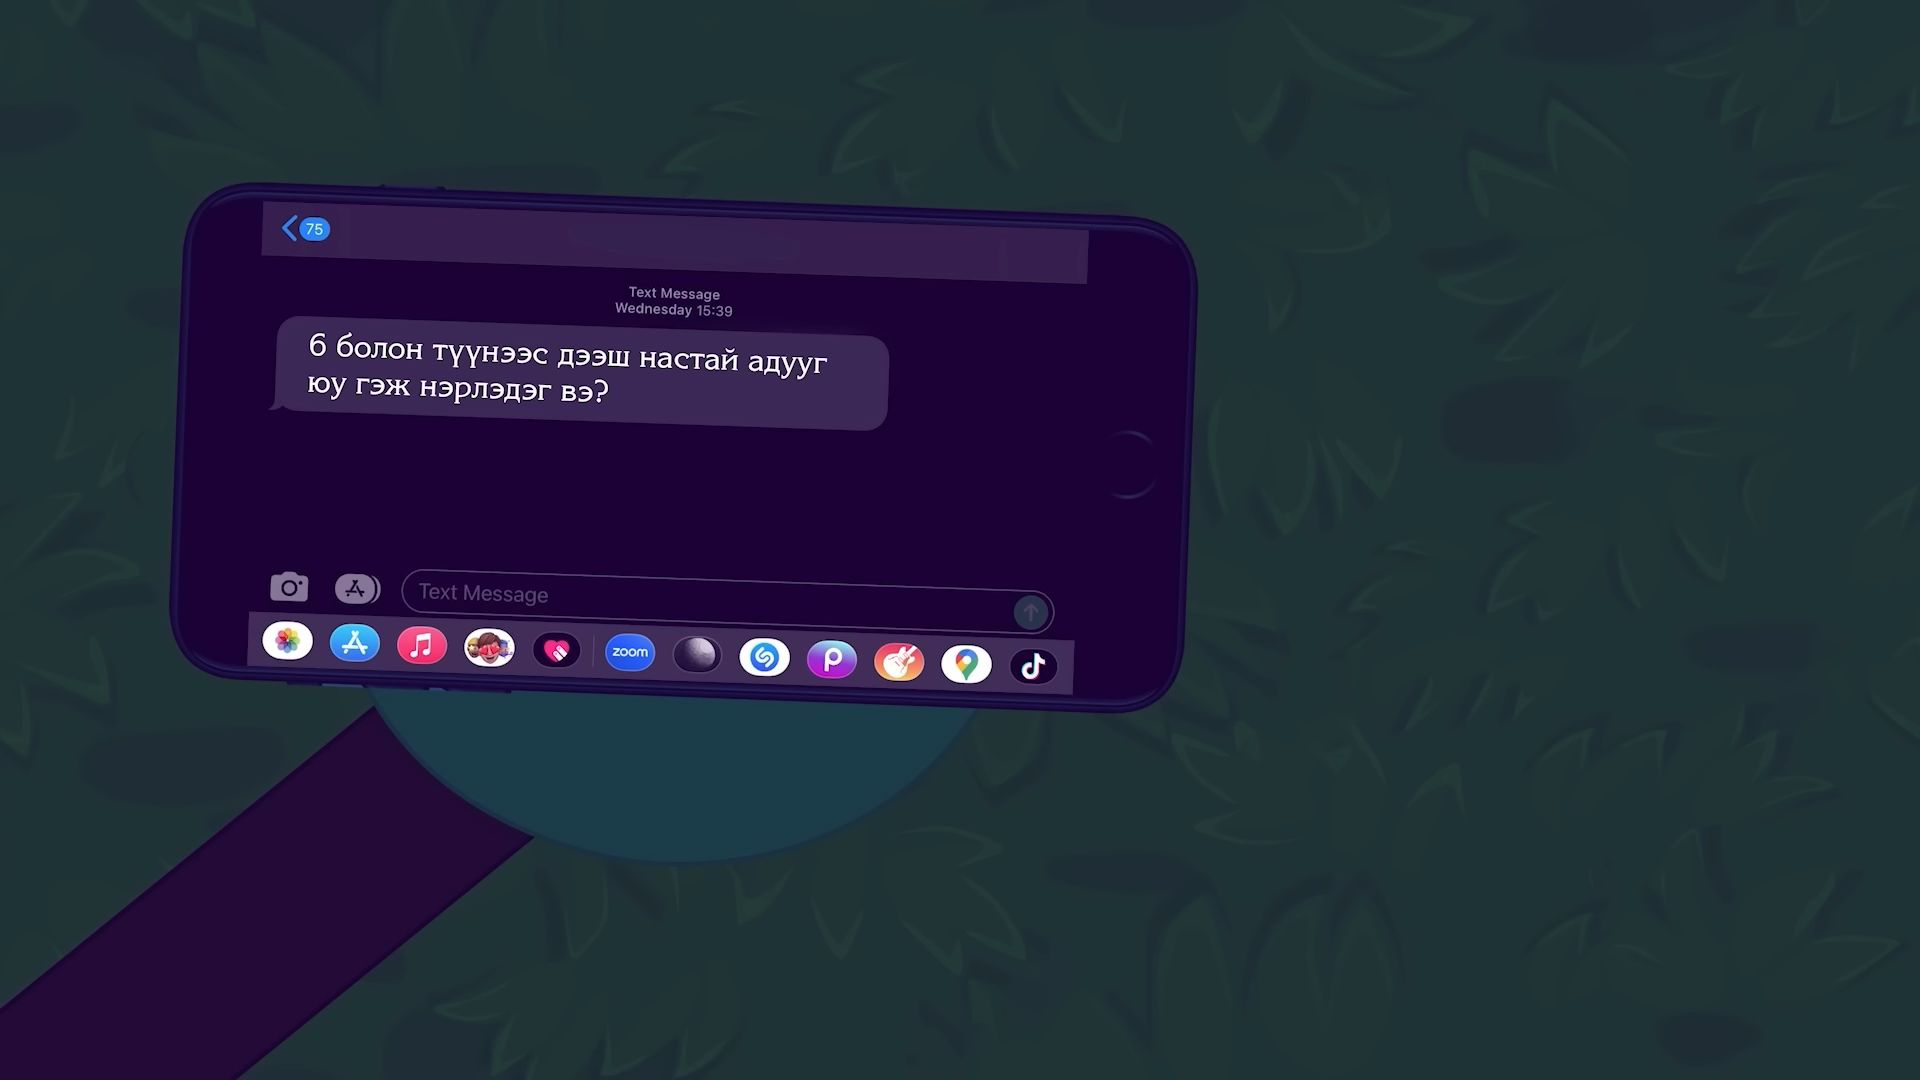 75
Text Message
Wednesday 15:39
6 болон түүнээс дээш настай адууг
юу гэж нэрлэдэг вэ?
Text Message
zoom